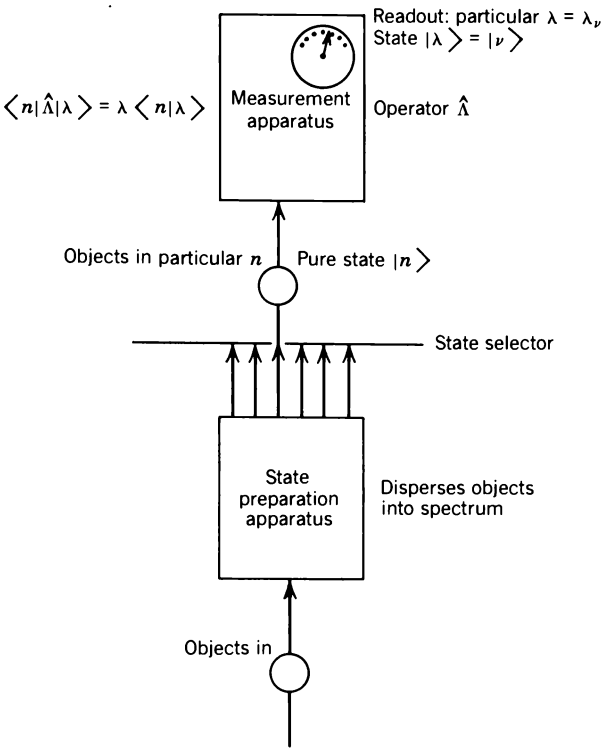 Readout: particular λ = λᵥ
State |λ⟩ = |ν⟩
⟨n|Λ̂|λ⟩ = λ⟨n|λ⟩
Measurement
apparatus
Operator Λ̂
Objects in particular n
Pure state |n⟩
State selector
State
preparation
apparatus
Disperses objects
into spectrum
Objects in